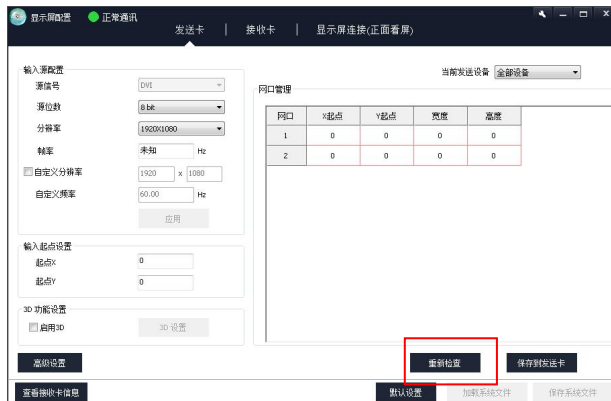 显示屏配置 正常通讯
发送卡 | 接收卡 | 显示屏连接(正面看屏)
当前发送设备 全部设备
输入源配置
源信号 DVI
源位数 8 bit
分辨率 1920X1080
帧率 未知 Hz
自定义分辨率 1920 x 1080
自定义频率 60.00 Hz
应用
网口管理
网口 X起点 Y起点 宽度 高度
1 0 0 0 0
2 0 0 0 0
输入起点设置
起点X 0
起点Y 0
3D 功能设置
启用3D 3D 设置
高级设置 重新检查 保存到发送卡
查看接收卡信息 默认设置 加载系统文件 保存系统文件